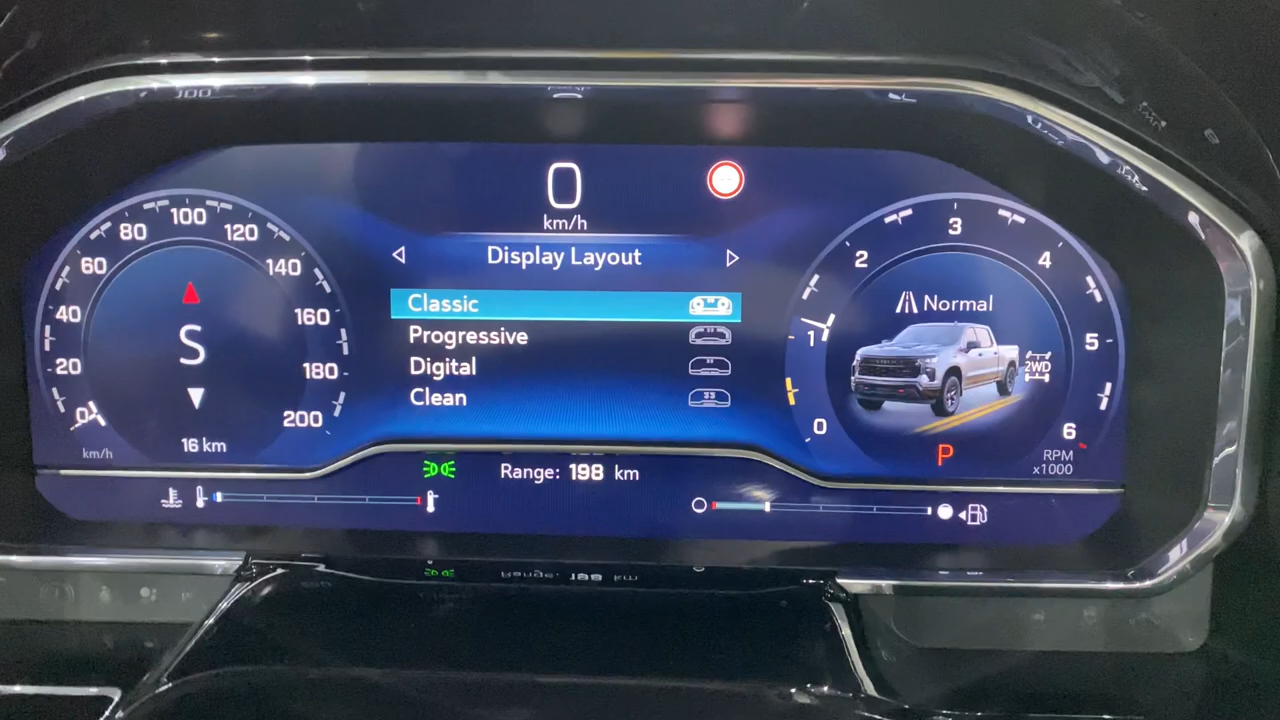 0
km/h
Display Layout
Classic
Progressive
Digital
Clean
0
20
40
60
80
100
120
140
160
180
200
km/h
S
16 km
0
1
2
3
4
5
6
RPM
x1000
Normal
2WD
P
Range: 198 km